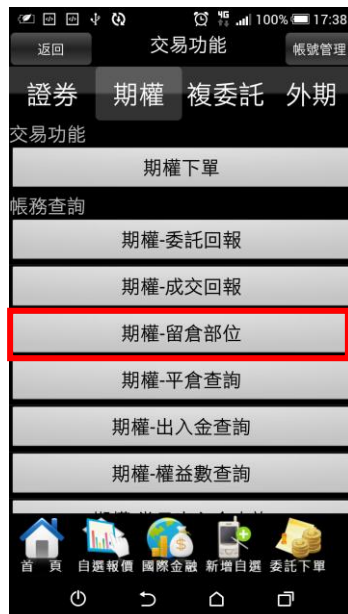 4G 100% 17:38
返回 交易功能 帳號管理
證券 期權 複委託 外期
交易功能
期權下單
帳務查詢
期權-委託回報
期權-成交回報
期權-留倉部位
期權-平倉查詢
期權-出入金查詢
期權-權益數查詢
首 頁 自選報價 國際金融 新增自選 委託下單